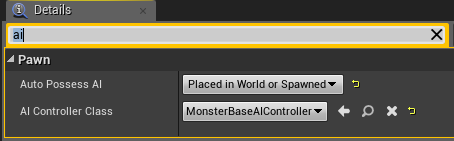 Details
ai
Pawn
Auto Possess AI Placed in World or Spawned
AI Controller Class MonsterBaseAIController